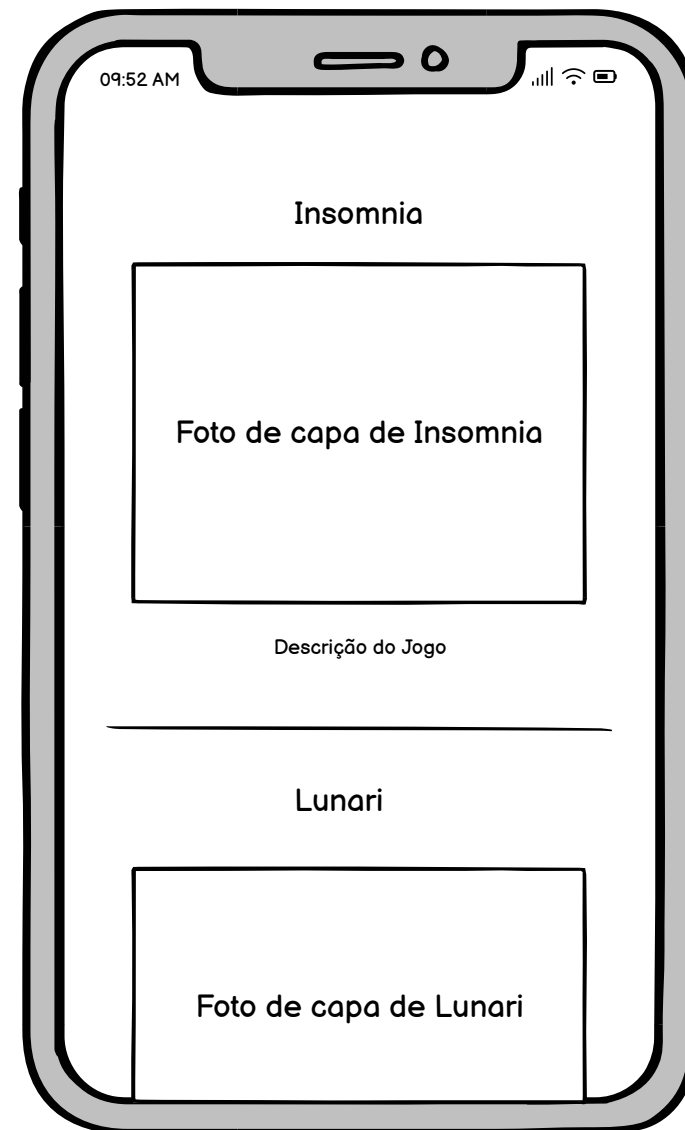 09:52 AM
Insomnia
Foto de capa de Insomnia
Descrição do Jogo
Lunari
Foto de capa de Lunari